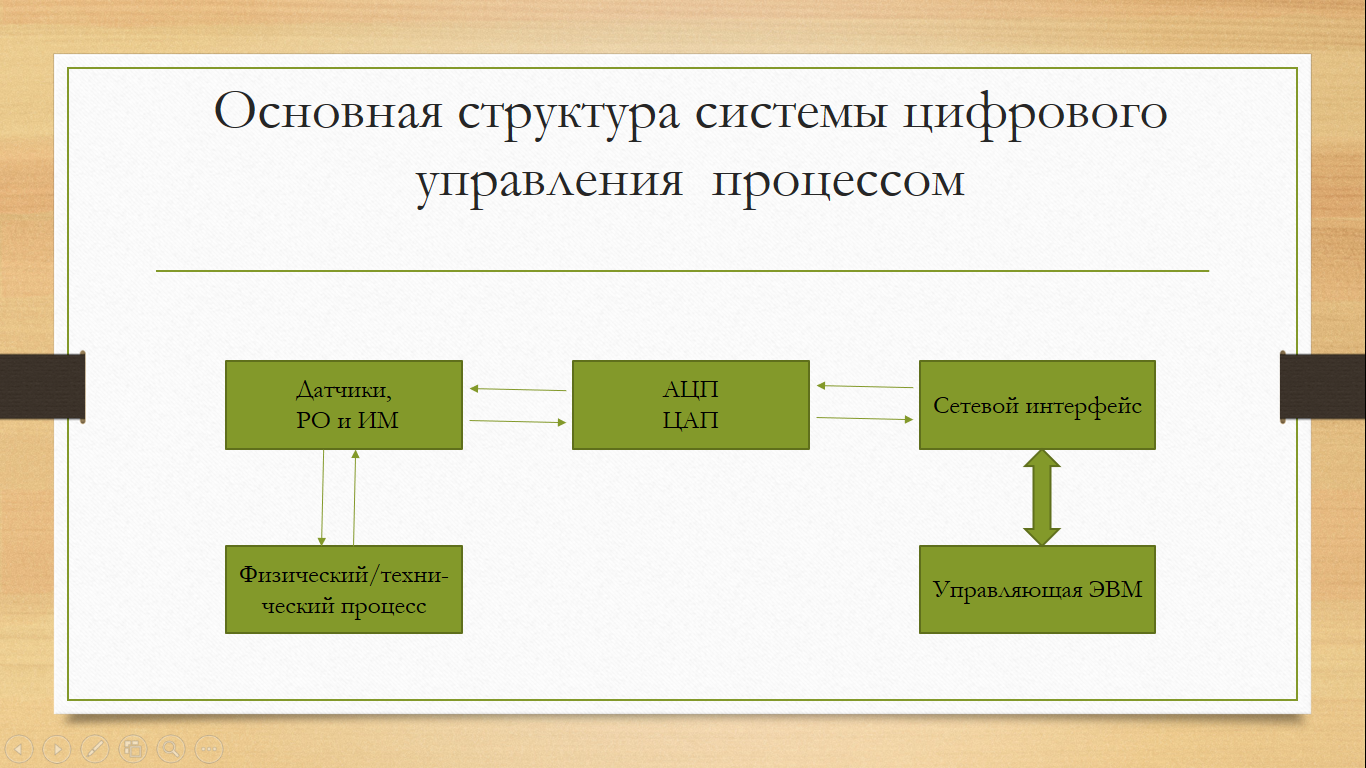 Основная структура системы цифрового
управления  процессом
Датчики,
РО и ИМ
АЦП
ЦАП
Сетевой интерфейс
Физический/техни-
ческий процесс
Управляющая ЭВМ